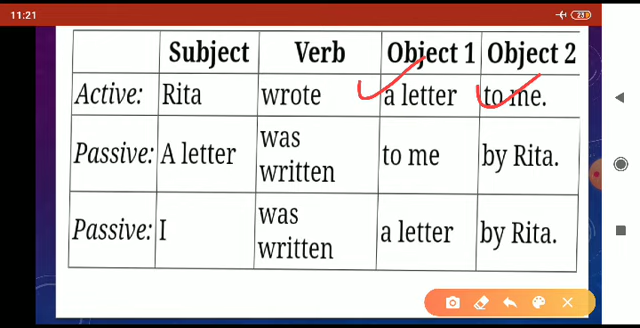 11:21
23
Subject Verb Object 1 Object 2
Active: Rita wrote a letter to me.
Passive: A letter was written to me by Rita.
Passive: I was written a letter by Rita.